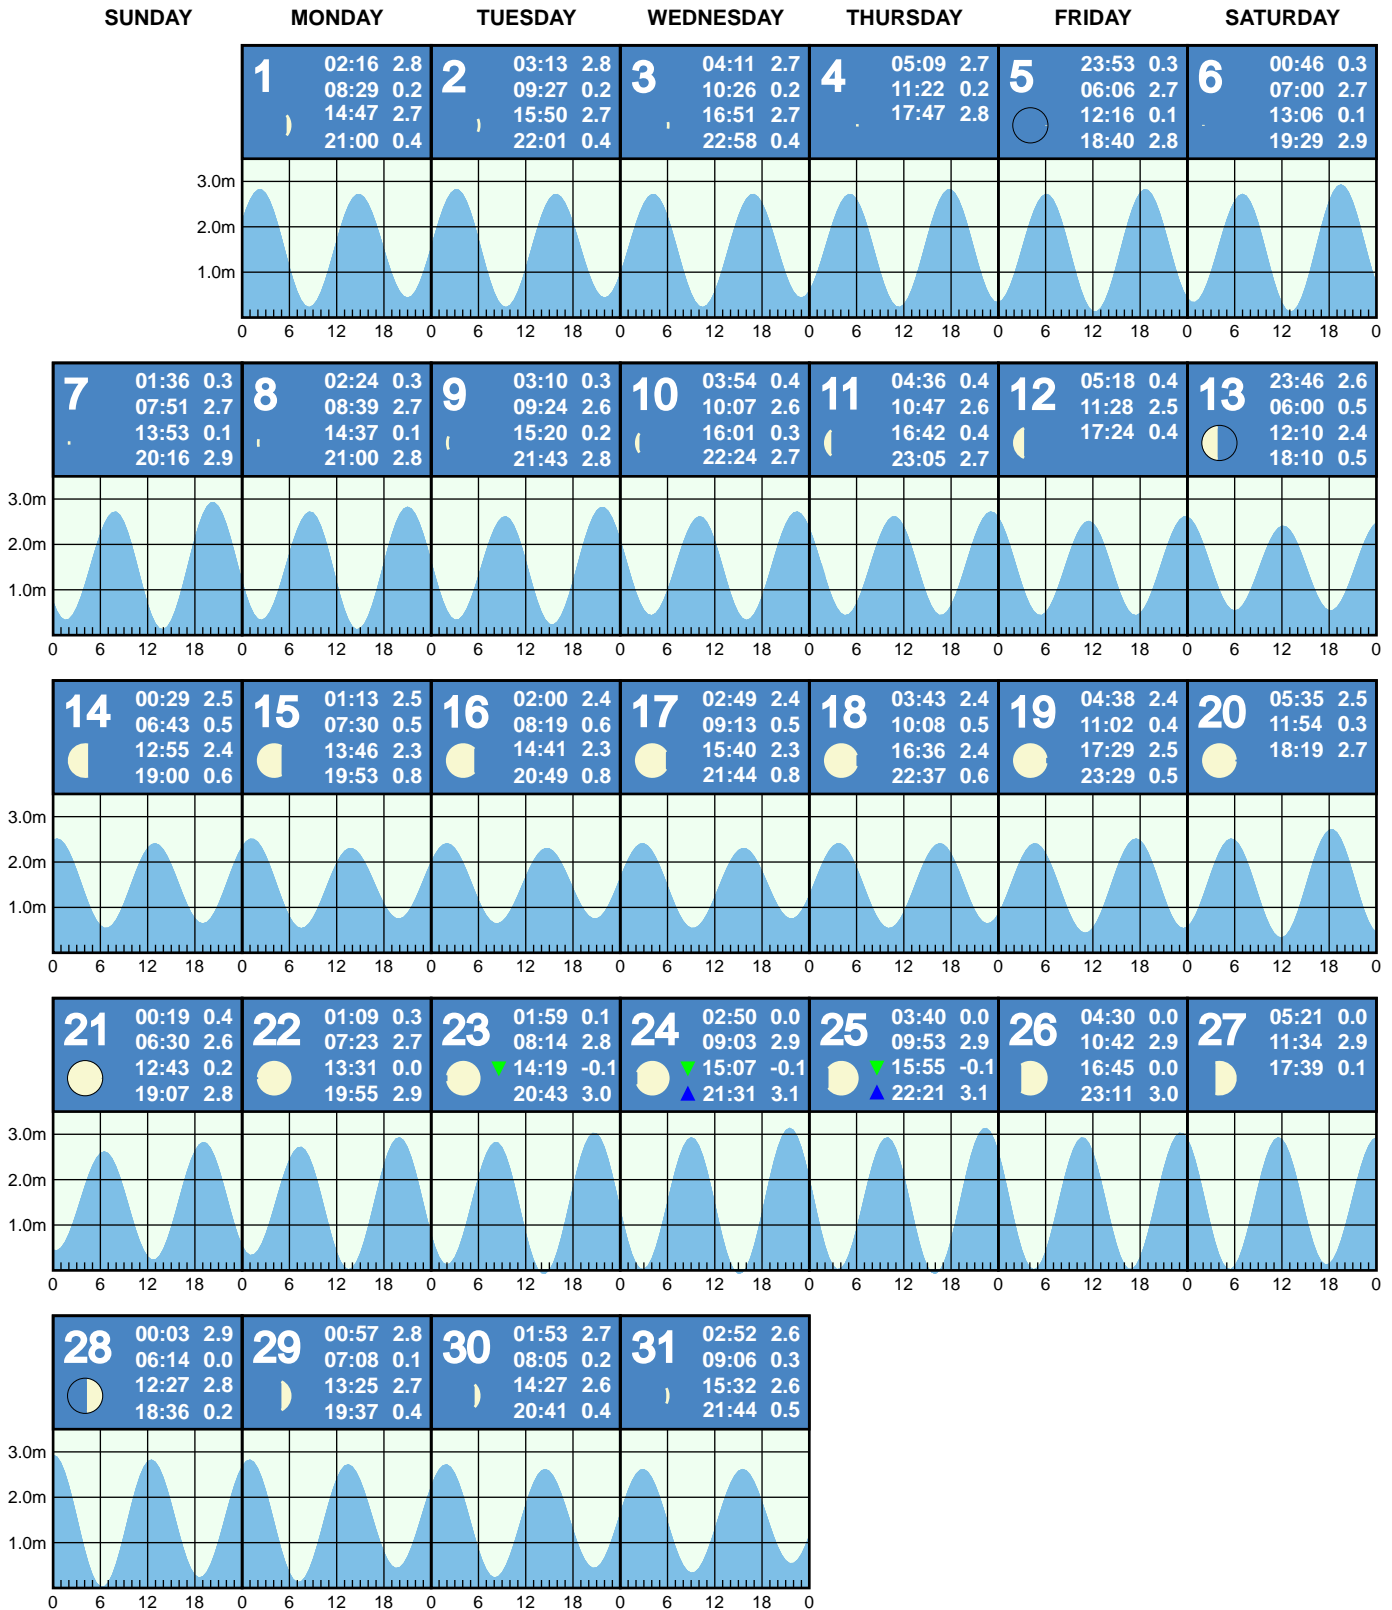 SUNDAY MONDAY TUESDAY WEDNESDAY THURSDAY FRIDAY SATURDAY
1 02:16 2.8
08:29 0.2
14:47 2.7
21:00 0.4
2 03:13 2.8
09:27 0.2
15:50 2.7
22:01 0.4
3 04:11 2.7
10:26 0.2
16:51 2.7
22:58 0.4
4 05:09 2.7
11:22 0.2
17:47 2.8
5 23:53 0.3
06:06 2.7
12:16 0.1
18:40 2.8
6 00:46 0.3
07:00 2.7
13:06 0.1
19:29 2.9
3.0m
2.0m
1.0m
0 6 12 18 0 6 12 18 0 6 12 18 0 6 12 18 0 6 12 18 0 6 12 18 0
7 01:36 0.3
07:51 2.7
13:53 0.1
20:16 2.9
8 02:24 0.3
08:39 2.7
14:37 0.1
21:00 2.8
9 03:10 0.3
09:24 2.6
15:20 0.2
21:43 2.8
10 03:54 0.4
10:07 2.6
16:01 0.3
22:24 2.7
11 04:36 0.4
10:47 2.6
16:42 0.4
23:05 2.7
12 05:18 0.4
11:28 2.5
17:24 0.4
13 23:46 2.6
06:00 0.5
12:10 2.4
18:10 0.5
3.0m
2.0m
1.0m
0 6 12 18 0 6 12 18 0 6 12 18 0 6 12 18 0 6 12 18 0 6 12 18 0 6 12 18 0
14 00:29 2.5
06:43 0.5
12:55 2.4
19:00 0.6
15 01:13 2.5
07:30 0.5
13:46 2.3
19:53 0.8
16 02:00 2.4
08:19 0.6
14:41 2.3
20:49 0.8
17 02:49 2.4
09:13 0.5
15:40 2.3
21:44 0.8
18 03:43 2.4
10:08 0.5
16:36 2.4
22:37 0.6
19 04:38 2.4
11:02 0.4
17:29 2.5
23:29 0.5
20 05:35 2.5
11:54 0.3
18:19 2.7
3.0m
2.0m
1.0m
0 6 12 18 0 6 12 18 0 6 12 18 0 6 12 18 0 6 12 18 0 6 12 18 0 6 12 18 0
21 00:19 0.4
06:30 2.6
12:43 0.2
19:07 2.8
22 01:09 0.3
07:23 2.7
13:31 0.0
19:55 2.9
23 01:59 0.1
08:14 2.8
14:19 -0.1
20:43 3.0
24 02:50 0.0
09:03 2.9
15:07 -0.1
21:31 3.1
25 03:40 0.0
09:53 2.9
15:55 -0.1
22:21 3.1
26 04:30 0.0
10:42 2.9
16:45 0.0
23:11 3.0
27 05:21 0.0
11:34 2.9
17:39 0.1
3.0m
2.0m
1.0m
0 6 12 18 0 6 12 18 0 6 12 18 0 6 12 18 0 6 12 18 0 6 12 18 0 6 12 18 0
28 00:03 2.9
06:14 0.0
12:27 2.8
18:36 0.2
29 00:57 2.8
07:08 0.1
13:25 2.7
19:37 0.4
30 01:53 2.7
08:05 0.2
14:27 2.6
20:41 0.4
31 02:52 2.6
09:06 0.3
15:32 2.6
21:44 0.5
3.0m
2.0m
1.0m
0 6 12 18 0 6 12 18 0 6 12 18 0 6 12 18 0